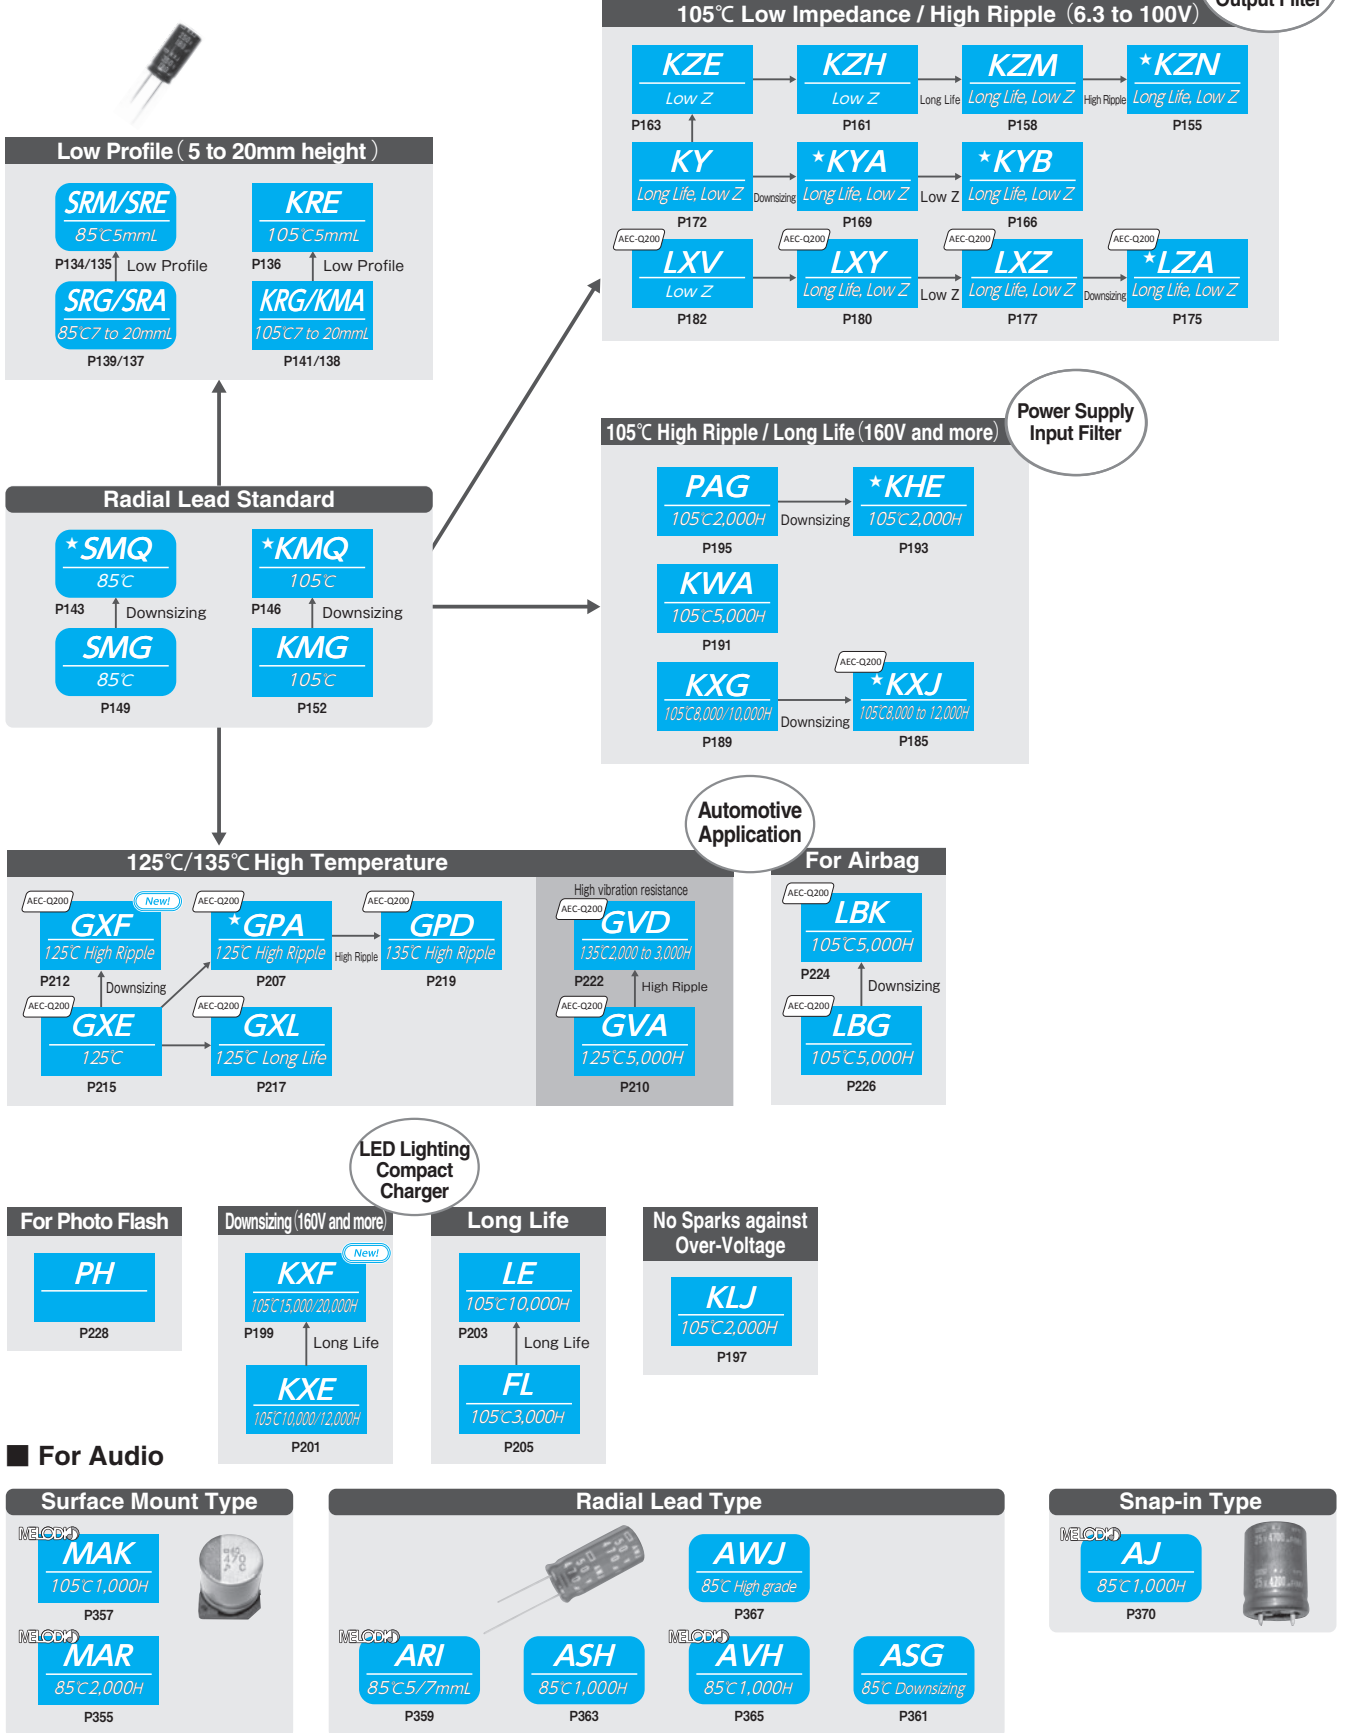 Output Filter
105℃ Low Impedance / High Ripple (6.3 to 100V)
KZE
Low Z
P163
KZH
Low Z
P161
Long Life
KZM
Long Life, Low Z
P158
High Ripple
★KZN
Long Life, Low Z
P155
KY
Long Life, Low Z
P172
Downsizing
★KYA
Long Life, Low Z
P169
Low Z
★KYB
Long Life, Low Z
P166
AEC-Q200
LXV
Low Z
P182
AEC-Q200
LXY
Long Life, Low Z
P180
Low Z
AEC-Q200
LXZ
Long Life, Low Z
P177
Downsizing
AEC-Q200
★LZA
Long Life, Low Z
P175
Low Profile (5 to 20mm height)
SRM/SRE
85℃5mmL
P134/135
Low Profile
SRG/SRA
85℃7 to 20mmL
P139/137
KRE
105℃5mmL
P136
Low Profile
KRG/KMA
105℃7 to 20mmL
P141/138
Power Supply
Input Filter
105℃ High Ripple / Long Life (160V and more)
PAG
105℃2,000H
P195
Downsizing
★KHE
105℃2,000H
P193
KWA
105℃5,000H
P191
KXG
105℃8,000/10,000H
P189
Downsizing
AEC-Q200
★KXJ
105℃8,000 to 12,000H
P185
Radial Lead Standard
★SMQ
85℃
P143
Downsizing
SMG
85℃
P149
★KMQ
105℃
P146
Downsizing
KMG
105℃
P152
Automotive
Application
125℃/135℃ High Temperature
AEC-Q200
New!
GXF
125℃ High Ripple
P212
Downsizing
AEC-Q200
GXE
125℃
P215
AEC-Q200
★GPA
125℃ High Ripple
P207
High Ripple
AEC-Q200
GPD
135℃ High Ripple
P219
AEC-Q200
GXL
125℃ Long Life
P217
High vibration resistance
AEC-Q200
GVD
135℃2,000 to 3,000H
P222
High Ripple
AEC-Q200
GVA
125℃5,000H
P210
For Airbag
AEC-Q200
LBK
105℃5,000H
P224
Downsizing
AEC-Q200
LBG
105℃5,000H
P226
LED Lighting
Compact
Charger
For Photo Flash
PH
P228
Downsizing (160V and more)
New!
KXF
105℃15,000/20,000H
P199
Long Life
KXE
105℃10,000/12,000H
P201
Long Life
LE
105℃10,000H
P203
Long Life
FL
105℃3,000H
P205
No Sparks against
Over-Voltage
KLJ
105℃2,000H
P197
■ For Audio
Surface Mount Type
MELODIO
MAK
105℃1,000H
P357
MELODIO
MAR
85℃2,000H
P355
Radial Lead Type
AWJ
85℃ High grade
P367
MELODIO
ARI
85℃5/7mmL
P359
ASH
85℃1,000H
P363
MELODIO
AVH
85℃1,000H
P365
ASG
85℃ Downsizing
P361
Snap-in Type
MELODIO
AJ
85℃1,000H
P370